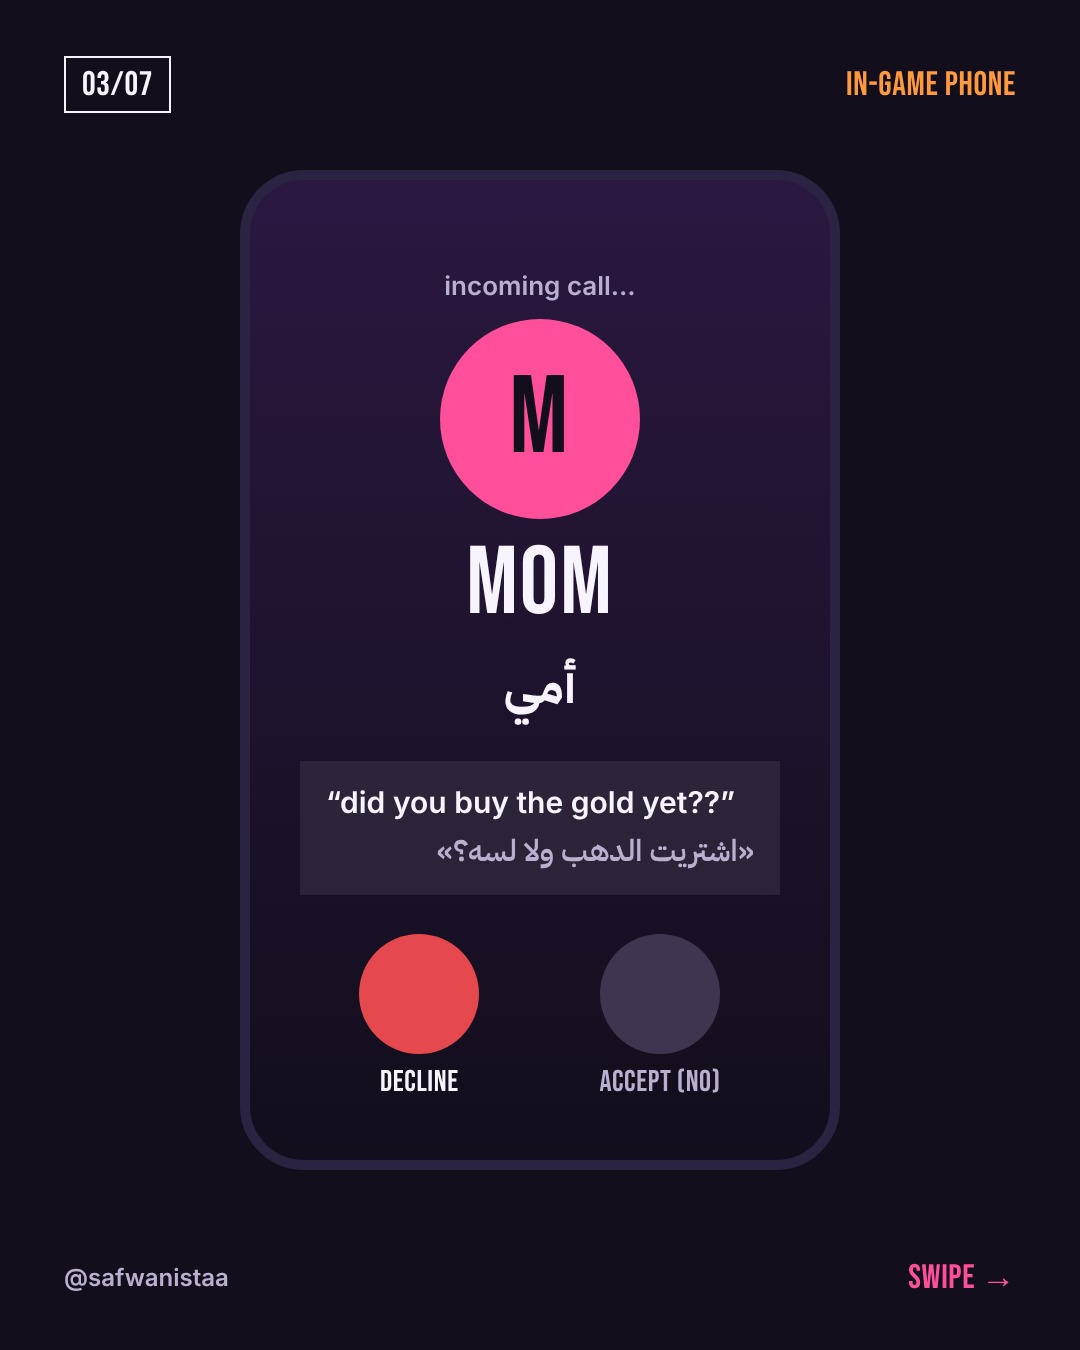 03/07
IN-GAME PHONE
incoming call...
M
MOM
أمي
“did you buy the gold yet??”
«اشتريت الدهب ولا لسه؟»
DECLINE
ACCEPT (NO)
@safwanistaa
SWIPE →